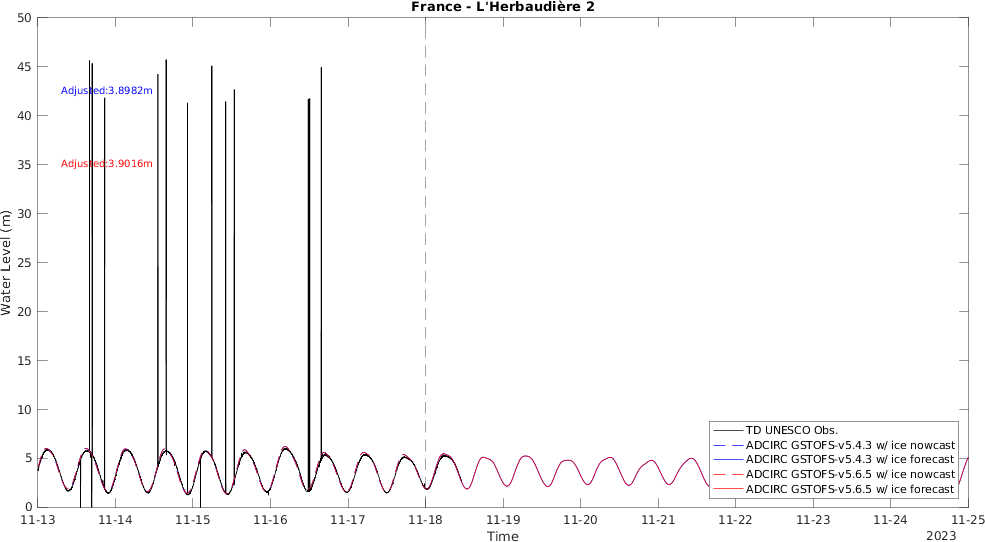 France - L'Herbaudière 2
50
45
40
35
30
25
20
15
10
5
0
Water Level (m)
Adjusted:3.8982m
Adjusted:3.9016m
TD UNESCO Obs.
ADCIRC GSTOFS-v5.4.3 w/ ice nowcast
ADCIRC GSTOFS-v5.4.3 w/ ice forecast
ADCIRC GSTOFS-v5.6.5 w/ ice nowcast
ADCIRC GSTOFS-v5.6.5 w/ ice forecast
11-13 11-14 11-15 11-16 11-17 11-18 11-19 11-20 11-21 11-22 11-23 11-24 11-25
Time
2023